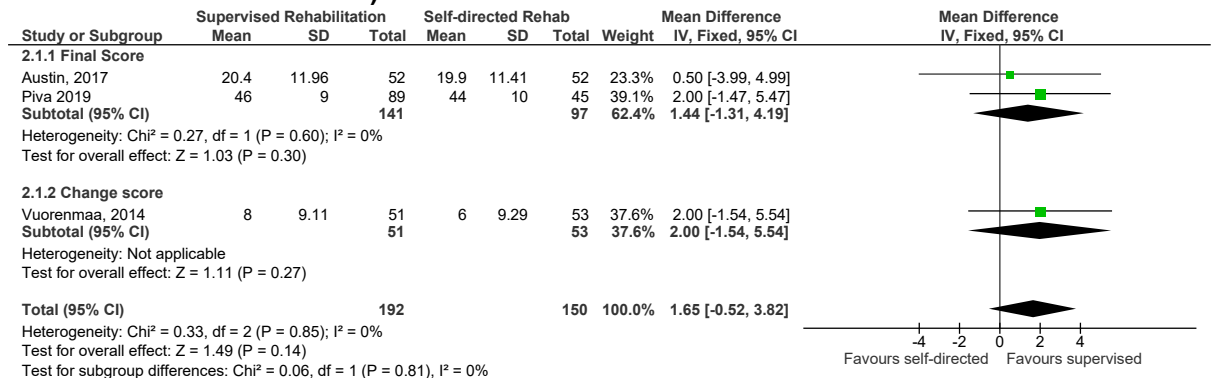 Supervised Rehabilitation Self-directed Rehab Mean Difference Mean Difference
Study or Subgroup Mean SD Total Mean SD Total Weight IV, Fixed, 95% CI IV, Fixed, 95% CI
2.1.1 Final Score
Austin, 2017 20.4 11.96 52 19.9 11.41 52 23.3% 0.50 [-3.99, 4.99]
Piva 2019 46 9 89 44 10 45 39.1% 2.00 [-1.47, 5.47]
Subtotal (95% CI) 141 97 62.4% 1.44 [-1.31, 4.19]
Heterogeneity: Chi² = 0.27, df = 1 (P = 0.60); I² = 0%
Test for overall effect: Z = 1.03 (P = 0.30)
2.1.2 Change score
Vuorenmaa, 2014 8 9.11 51 6 9.29 53 37.6% 2.00 [-1.54, 5.54]
Subtotal (95% CI) 51 53 37.6% 2.00 [-1.54, 5.54]
Heterogeneity: Not applicable
Test for overall effect: Z = 1.11 (P = 0.27)
Total (95% CI) 192 150 100.0% 1.65 [-0.52, 3.82]
Heterogeneity: Chi² = 0.33, df = 2 (P = 0.85); I² = 0%
Test for overall effect: Z = 1.49 (P = 0.14)
Test for subgroup differences: Chi² = 0.06, df = 1 (P = 0.81), I² = 0%
-4 -2 0 2 4
Favours self-directed Favours supervised